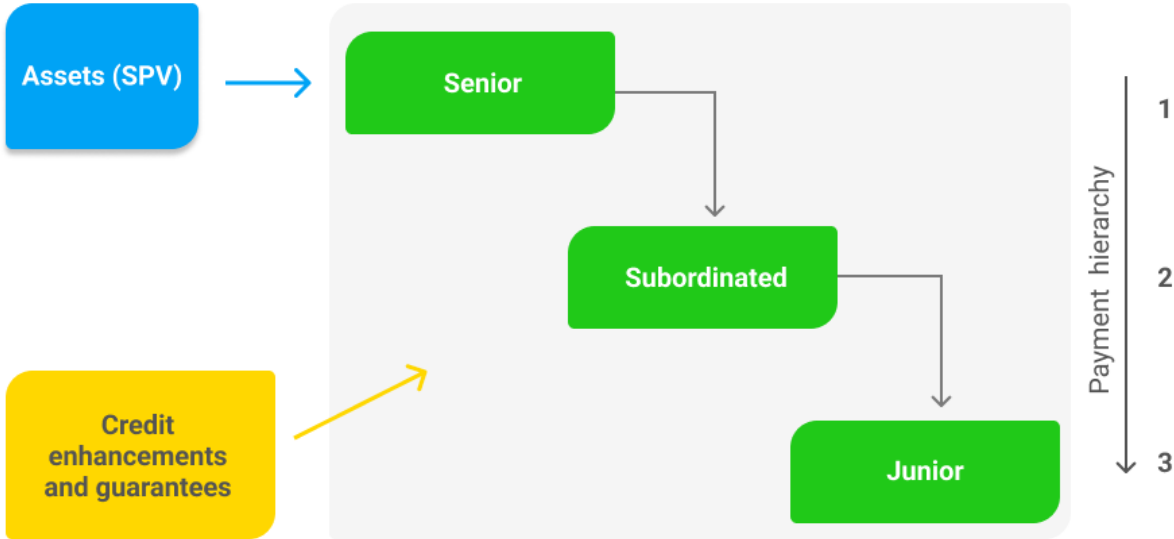 Assets (SPV)
Senior
1
Subordinated
2
Payment hierarchy
Credit
enhancements
and guarantees
Junior
3